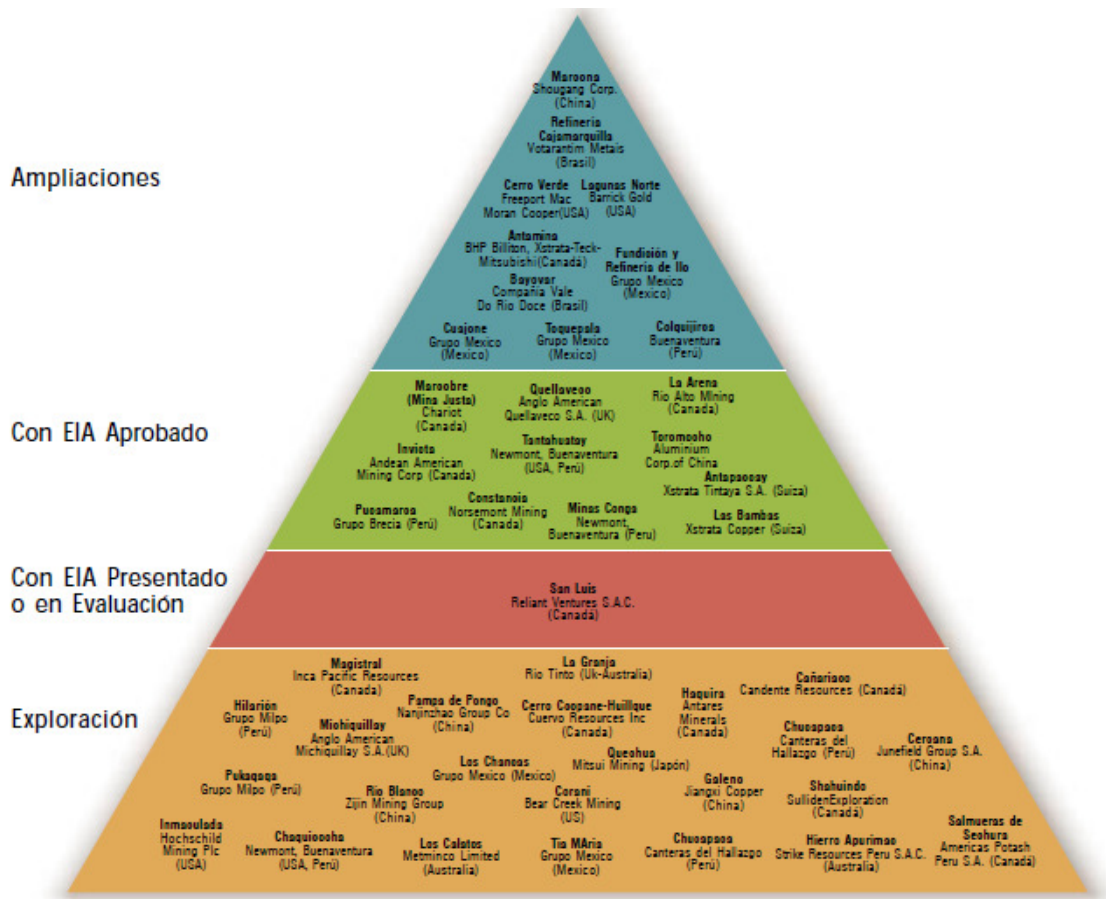 Ampliaciones
Marcona
Shougang Corp.
(China)
Refineria
Cajamarquilla
Votarantim Metais
(Brasil)
Cerro Verde
Freeport Mac
Moran Cooper(USA)
Lagunas Norte
Barrick Gold
(USA)
Antamina
BHP Billiton, Xstrata-Teck-
Mitsubishi(Canadá)
Fundición y
Refinería de Ilo
Grupo Mexico
(Mexico)
Bayovar
Compañia Vale
Do Rio Doce (Brasil)
Cuajone
Grupo Mexico
(Mexico)
Toquepala
Grupo Mexico
(Mexico)
Colquijirca
Buenaventura
(Perú)
Con EIA Aprobado
Marcobre
(Mina Justa)
Chariot
(Canada)
Quellaveco
Anglo American
Quellaveco S.A. (UK)
La Arena
Rio Alto MIning
(Canada)
Invicta
Andean American
Mining Corp (Canada)
Tantahuatay
Newmont, Buenaventura
(USA, Perú)
Toromocho
Aluminium
Corp.of China
Antapaccay
Xstrata Tintaya S.A. (Suiza)
Pucamarca
Grupo Brecia (Perú)
Constancia
Norsemont Mining
(Canada)
Minas Conga
Newmont,
Buenaventura (Peru)
Las Bambas
Xstrata Copper (Suiza)
Con EIA Presentado
o en Evaluación
San Luis
Reliant Ventures S.A.C.
(Canadá)
Exploración
Magistral
Inca Pacific Resources
(Canada)
La Granja
Rio Tinto (Uk-Australia)
Cañariaco
Candente Resources (Canadá)
Hilarión
Grupo Milpo
(Perú)
Pampa de Pongo
Nanjinzhao Group Co
(China)
Cerro Ccopane-Huillque
Cuervo Resources Inc
(Canada)
Haquira
Antares
Minerals
(Canada)
Michiquillay
Anglo American
Michiquillay S.A.(UK)
Chucapaca
Canteras del
Hallazgo (Perú)
Cercana
Junefield Group S.A.
(China)
Los Chancas
Grupo Mexico (Mexico)
Quechua
Mitsui Mining (Japón)
Pukaqaqa
Grupo Milpo (Perú)
Rio Blanco
Zijin Mining Group
(China)
Corani
Bear Creek Mining
(US)
Galeno
Jiangxi Copper
(China)
Shahuindo
SullidenExploration
(Canadá)
Inmaculada
Hochschild
Mining Plc
(USA)
Chaquicocha
Newmont, Buenaventura
(USA, Perú)
Los Calatos
Metminco Limited
(Australia)
Tia MAria
Grupo Mexico
(Mexico)
Chucapaca
Canteras del Hallazgo
(Perú)
Hierro Apurimac
Strike Resources Peru S.A.C.
(Australia)
Salmueras de
Sechura
Americas Potash
Peru S.A. (Canadá)